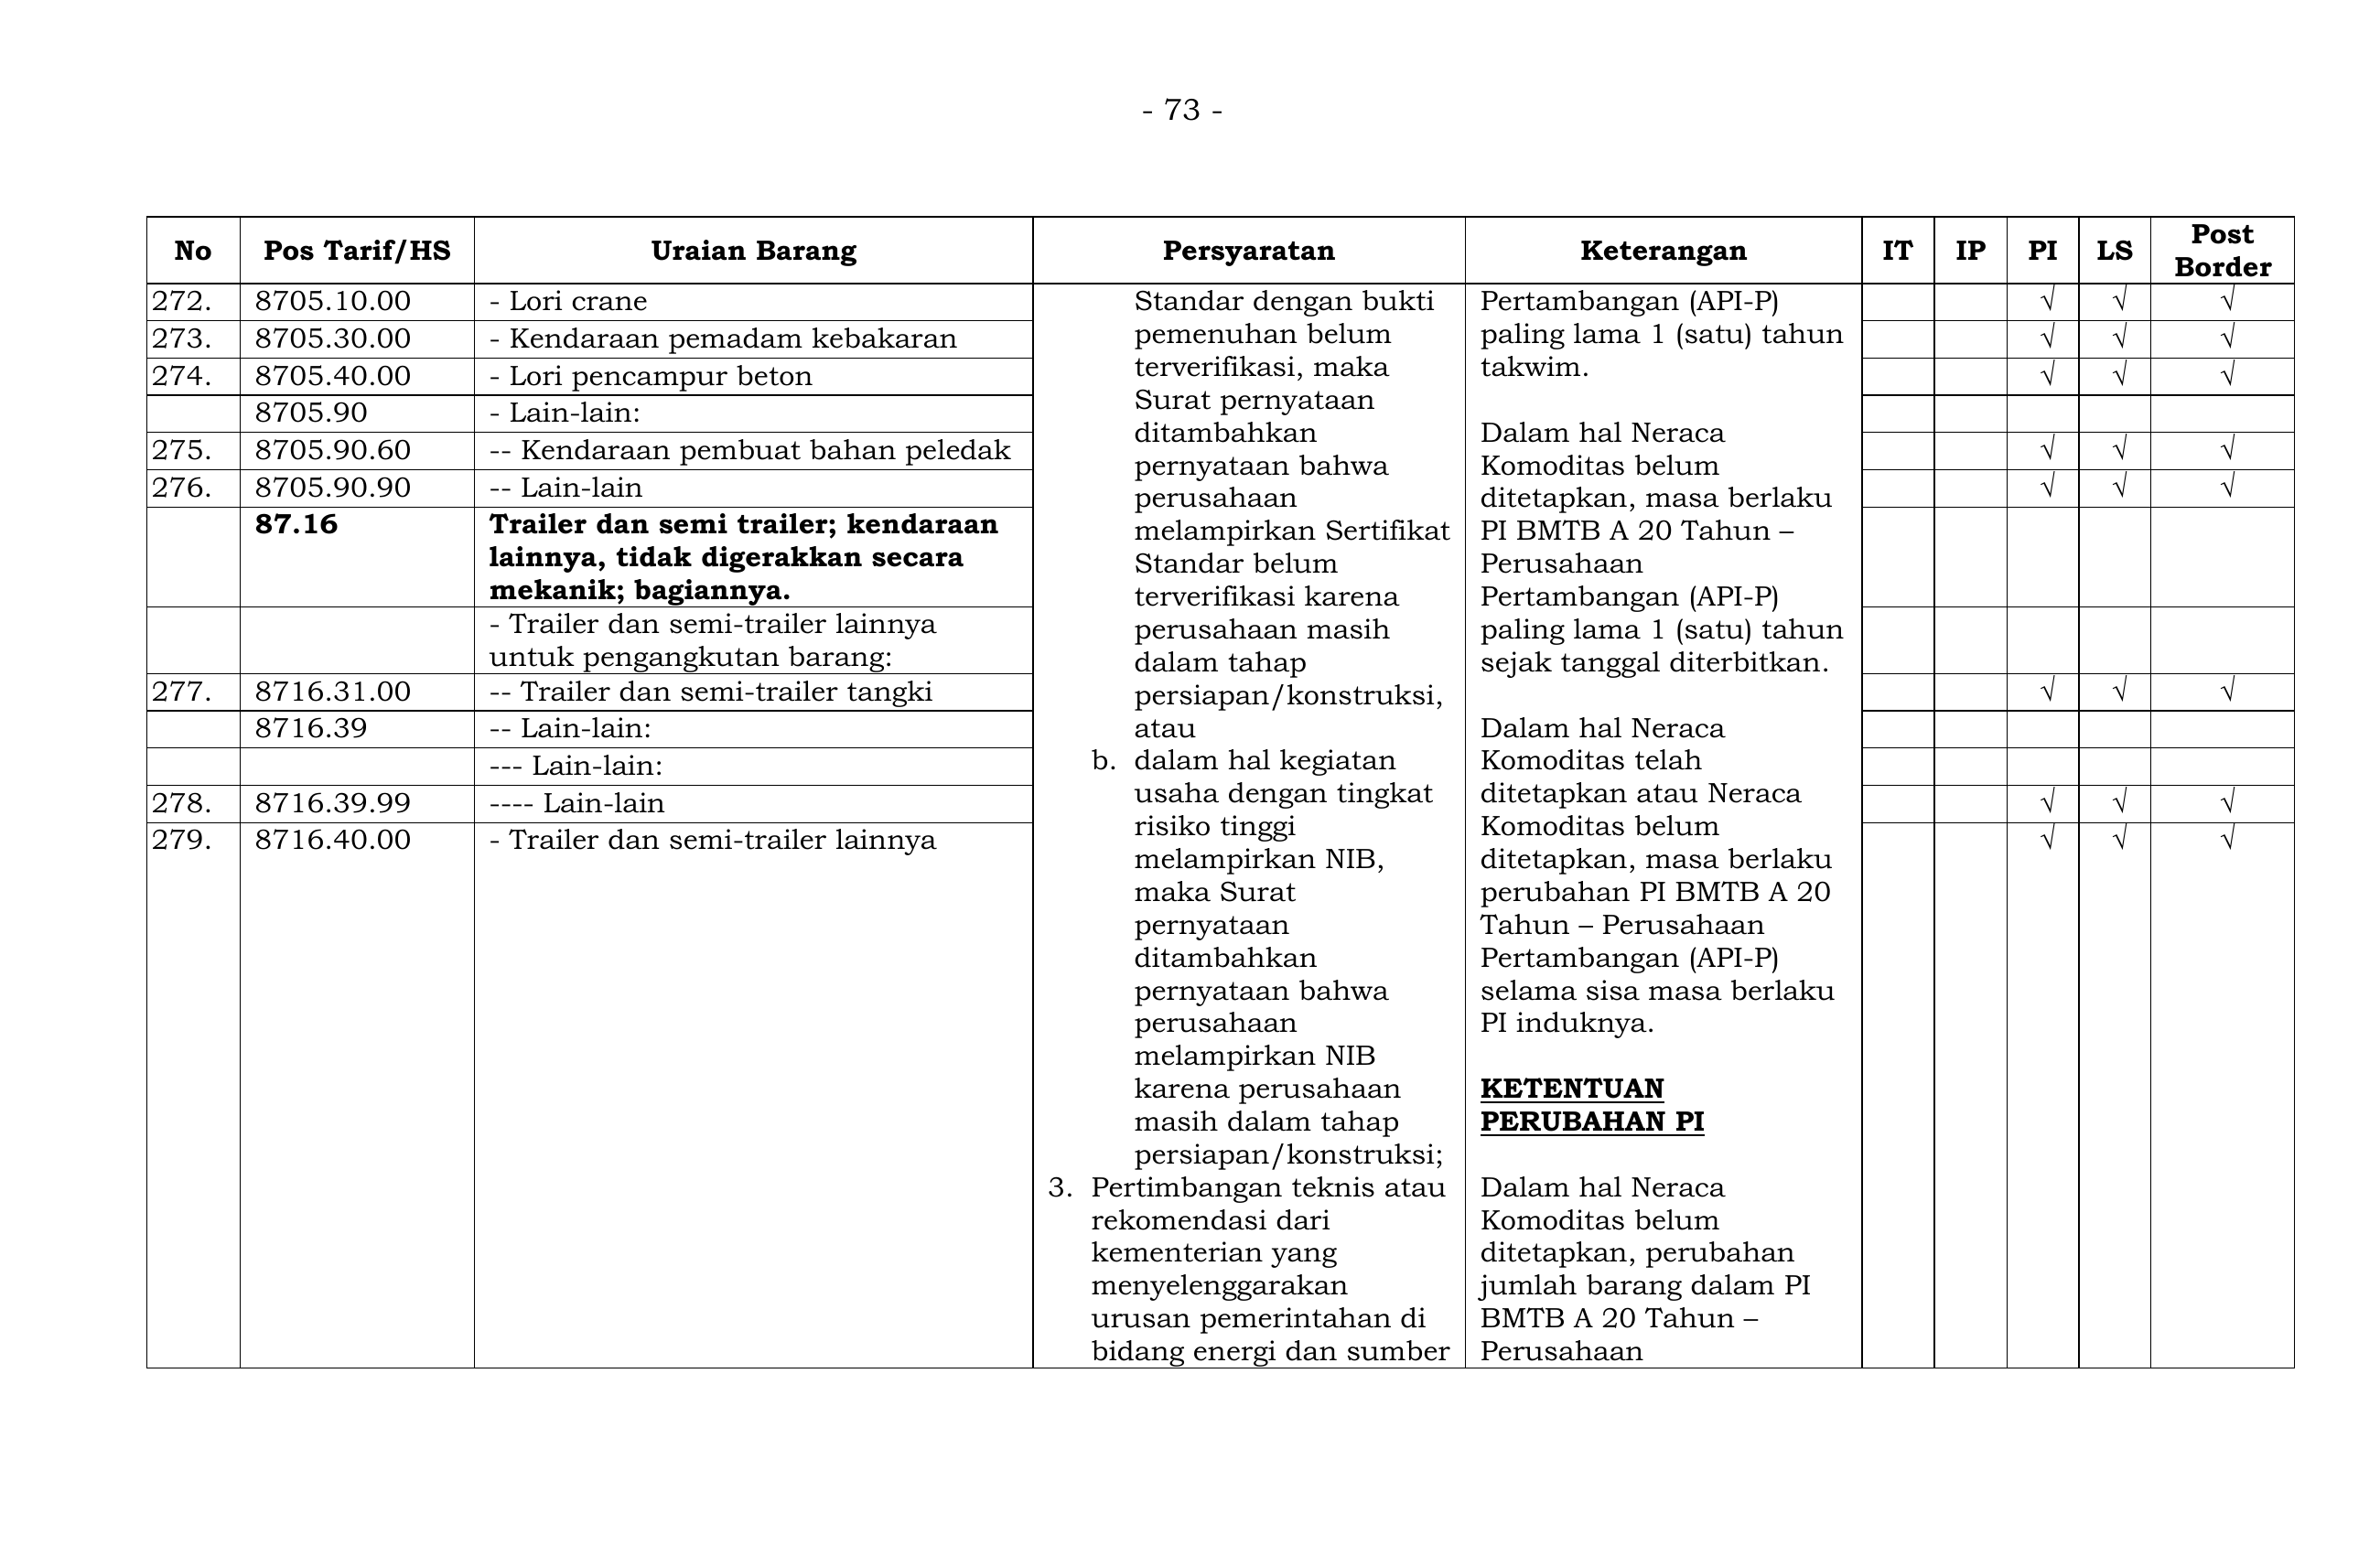 - 73 -
No Pos Tarif/HS Uraian Barang Persyaratan Keterangan IT IP PI LS Post Border
272. 8705.10.00 - Lori crane √ √ √
273. 8705.30.00 - Kendaraan pemadam kebakaran √ √ √
274. 8705.40.00 - Lori pencampur beton √ √ √
8705.90 - Lain-lain:
275. 8705.90.60 -- Kendaraan pembuat bahan peledak √ √ √
276. 8705.90.90 -- Lain-lain √ √ √
87.16 Trailer dan semi trailer; kendaraan
lainnya, tidak digerakkan secara
mekanik; bagiannya.
- Trailer dan semi-trailer lainnya
untuk pengangkutan barang:
277. 8716.31.00 -- Trailer dan semi-trailer tangki √ √ √
8716.39 -- Lain-lain:
--- Lain-lain:
278. 8716.39.99 ---- Lain-lain √ √ √
279. 8716.40.00 - Trailer dan semi-trailer lainnya √ √ √
Standar dengan bukti
pemenuhan belum
terverifikasi, maka
Surat pernyataan
ditambahkan
pernyataan bahwa
perusahaan
melampirkan Sertifikat
Standar belum
terverifikasi karena
perusahaan masih
dalam tahap
persiapan/konstruksi,
atau
b. dalam hal kegiatan
usaha dengan tingkat
risiko tinggi
melampirkan NIB,
maka Surat
pernyataan
ditambahkan
pernyataan bahwa
perusahaan
melampirkan NIB
karena perusahaan
masih dalam tahap
persiapan/konstruksi;
3. Pertimbangan teknis atau
rekomendasi dari
kementerian yang
menyelenggarakan
urusan pemerintahan di
bidang energi dan sumber
Pertambangan (API-P)
paling lama 1 (satu) tahun
takwim.
Dalam hal Neraca
Komoditas belum
ditetapkan, masa berlaku
PI BMTB A 20 Tahun –
Perusahaan
Pertambangan (API-P)
paling lama 1 (satu) tahun
sejak tanggal diterbitkan.
Dalam hal Neraca
Komoditas telah
ditetapkan atau Neraca
Komoditas belum
ditetapkan, masa berlaku
perubahan PI BMTB A 20
Tahun – Perusahaan
Pertambangan (API-P)
selama sisa masa berlaku
PI induknya.
KETENTUAN
PERUBAHAN PI
Dalam hal Neraca
Komoditas belum
ditetapkan, perubahan
jumlah barang dalam PI
BMTB A 20 Tahun –
Perusahaan